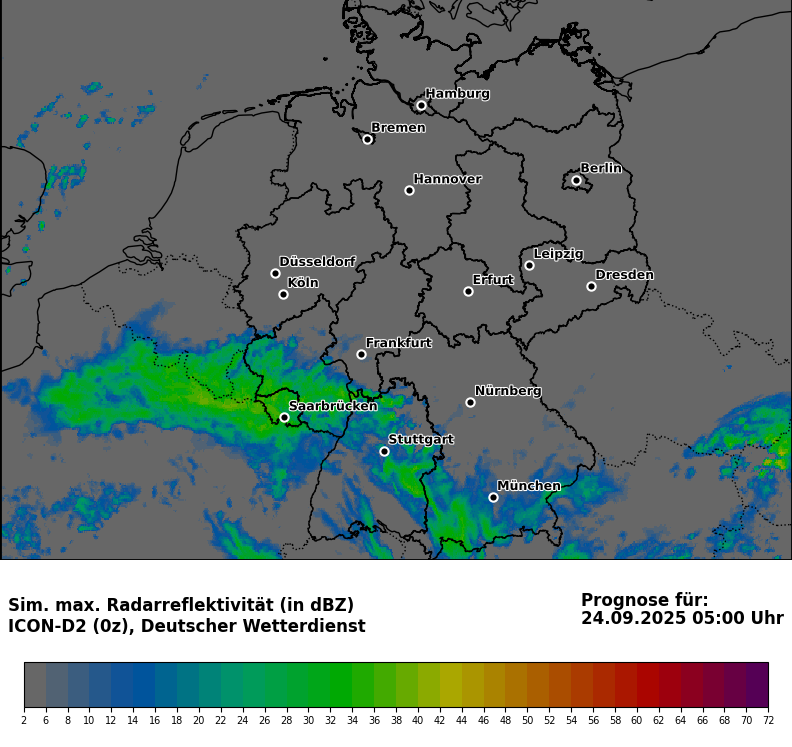 Hamburg
Bremen
Berlin
Hannover
Leipzig
Düsseldorf
Dresden
Köln
Erfurt
Frankfurt
Nürnberg
Saarbrücken
Stuttgart
München
Sim. max. Radarreflektivität (in dBZ)
ICON-D2 (0z), Deutscher Wetterdienst
Prognose für:
24.09.2025 05:00 Uhr
2 6 8 10 12 14 16 18 20 22 24 26 28 30 32 34 36 38 40 42 44 46 48 50 52 54 56 58 60 62 64 66 68 70 72